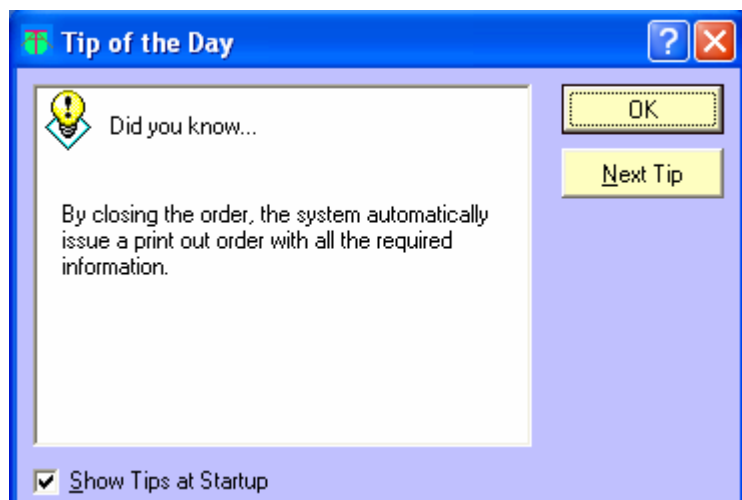 Tip of the Day
Did you know...
OK
Next Tip
By closing the order, the system automatically
issue a print out order with all the required
information.
Show Tips at Startup